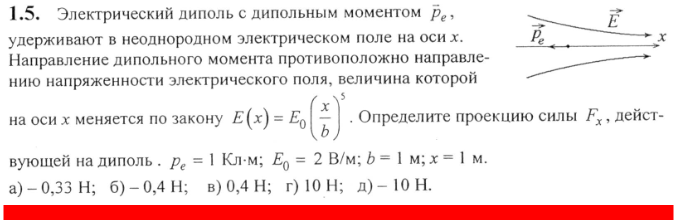 1.5. Электрический диполь с дипольным моментом p⃗ₑ,
удерживают в неоднородном электрическом поле на оси x.
Направление дипольного момента противоположно направле-
нию напряженности электрического поля, величина которой
на оси x меняется по закону E(x) = E₀(x/b)⁵. Определите проекцию силы Fₓ, дейст-
вующей на диполь . pₑ = 1 Кл·м; E₀ = 2 В/м; b = 1 м; x = 1 м.
а) – 0,33 Н; б) – 0,4 Н; в) 0,4 Н; г) 10 Н; д) – 10 Н.
E⃗
p⃗ₑ
x